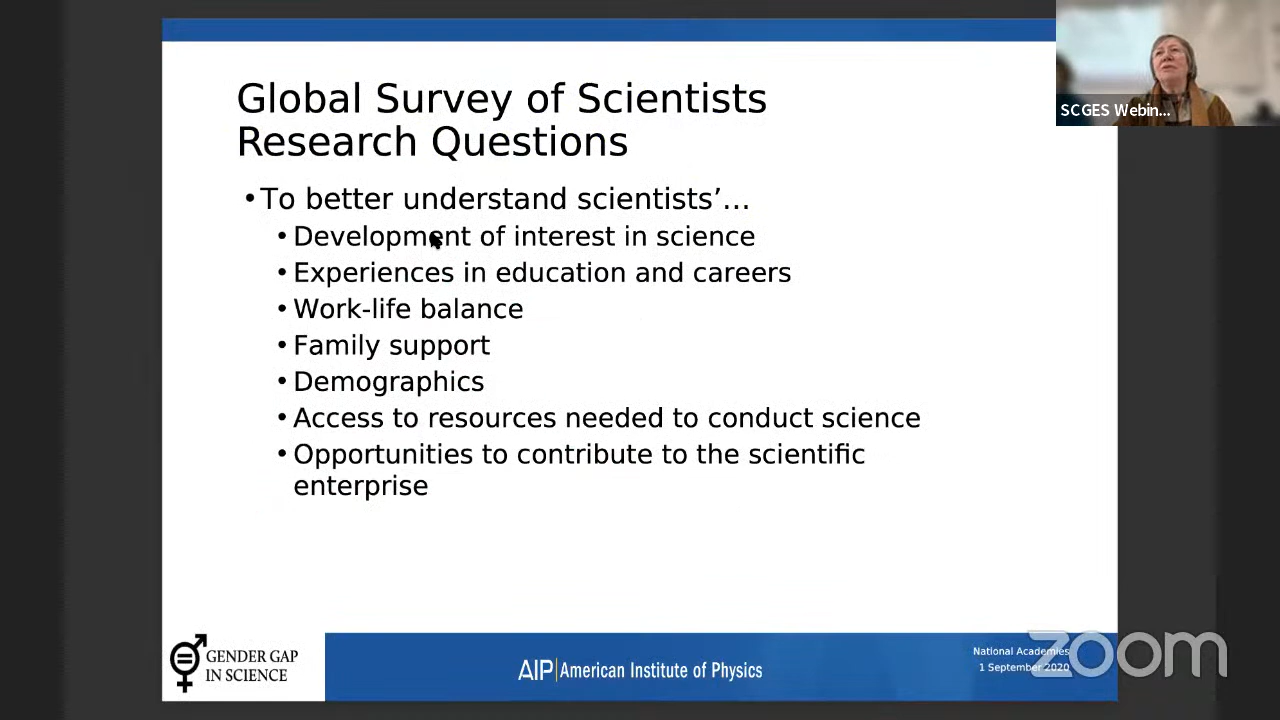 Global Survey of Scientists
Research Questions
•To better understand scientists’…
•Development of interest in science
•Experiences in education and careers
•Work-life balance
•Family support
•Demographics
•Access to resources needed to conduct science
•Opportunities to contribute to the scientific
enterprise
SCGES Webin...
GENDER GAP
IN SCIENCE
AIP|American Institute of Physics
National Academies
1 September 2020
zoom